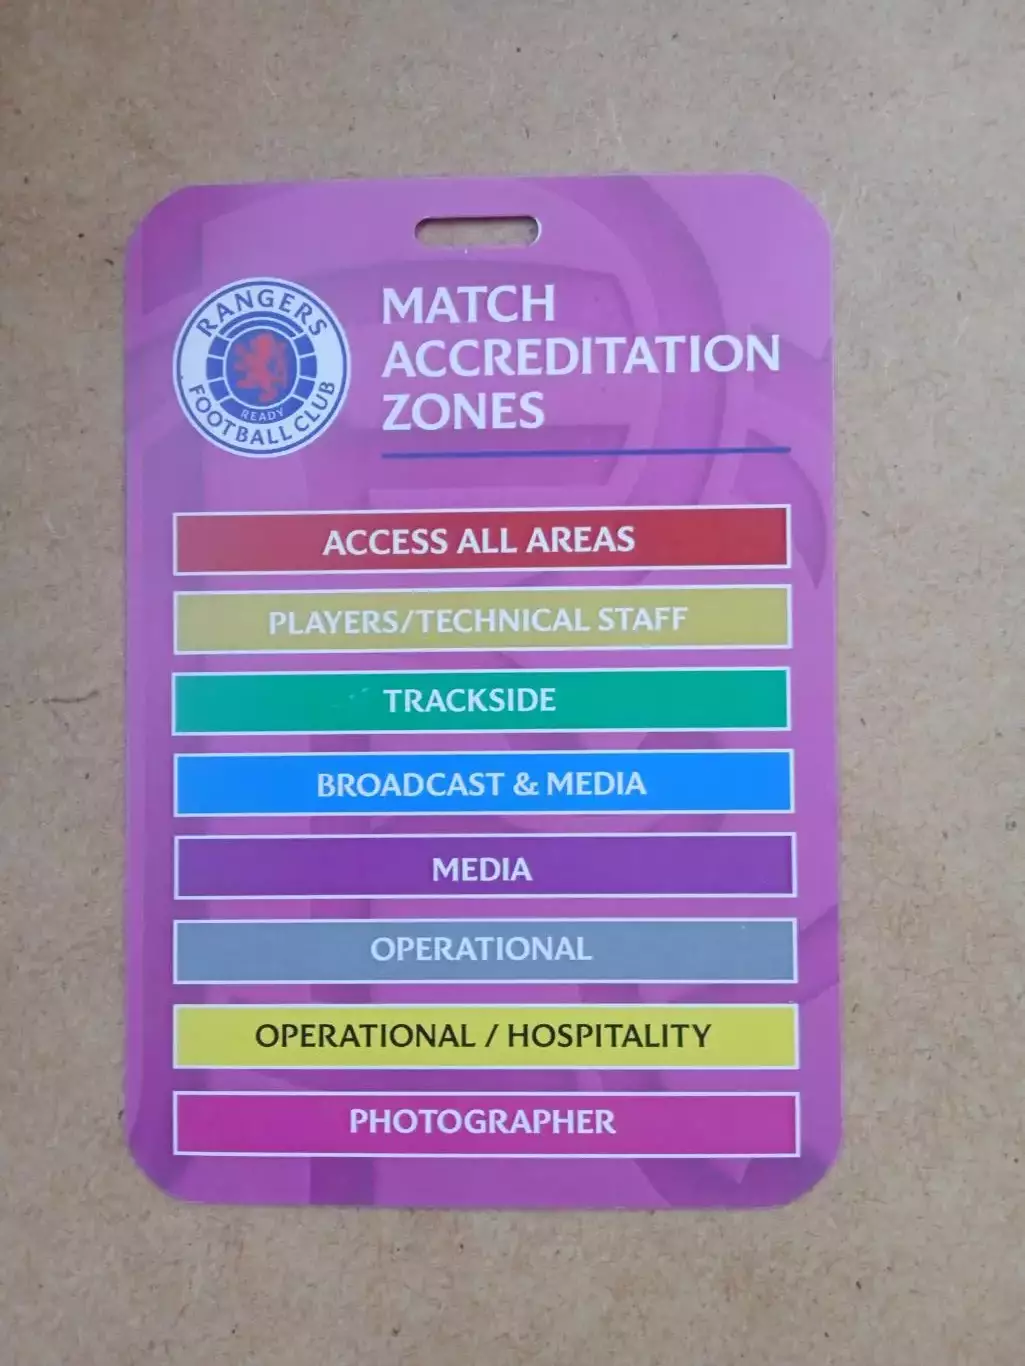 RANGERS
FOOTBALL CLUB
READY
MATCH
ACCREDITATION
ZONES
ACCESS ALL AREAS
PLAYERS/TECHNICAL STAFF
TRACKSIDE
BROADCAST & MEDIA
MEDIA
OPERATIONAL
OPERATIONAL / HOSPITALITY
PHOTOGRAPHER